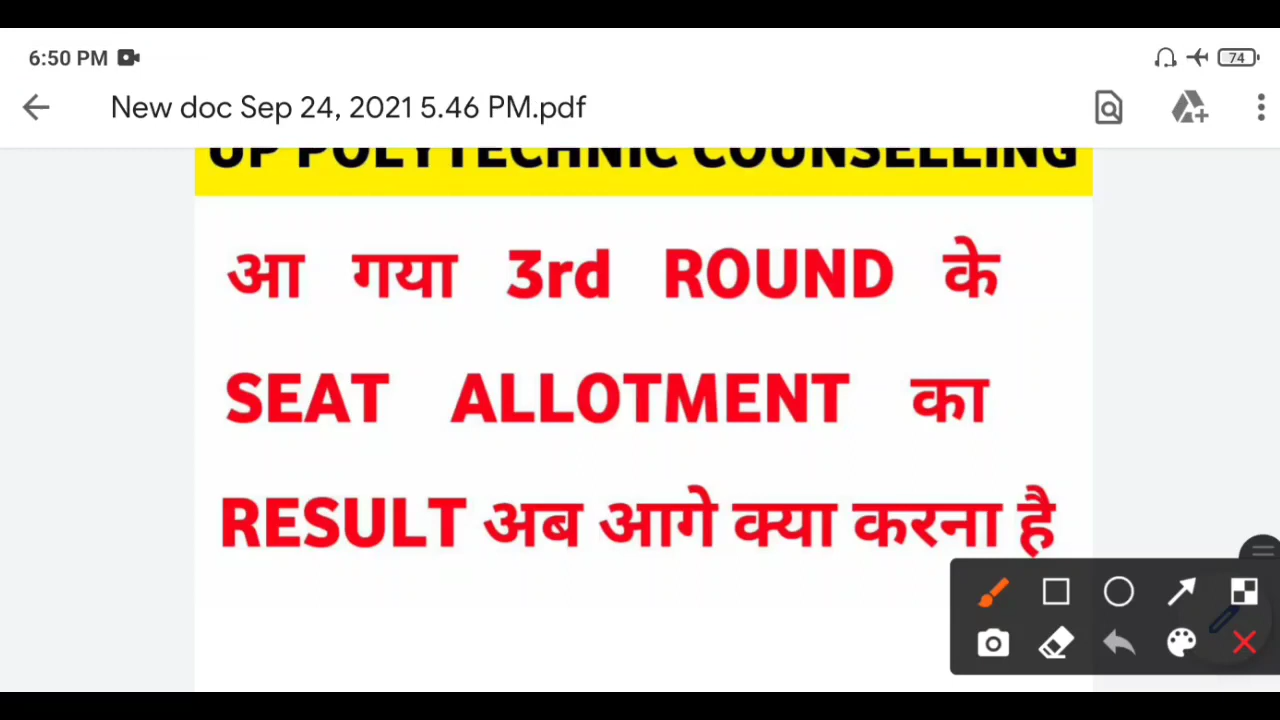 6:50 PM
74
New doc Sep 24, 2021 5.46 PM.pdf
UP POLYTECHNIC COUNSELLING
आ गया 3rd ROUND के
SEAT ALLOTMENT का
RESULT अब आगे क्या करना है